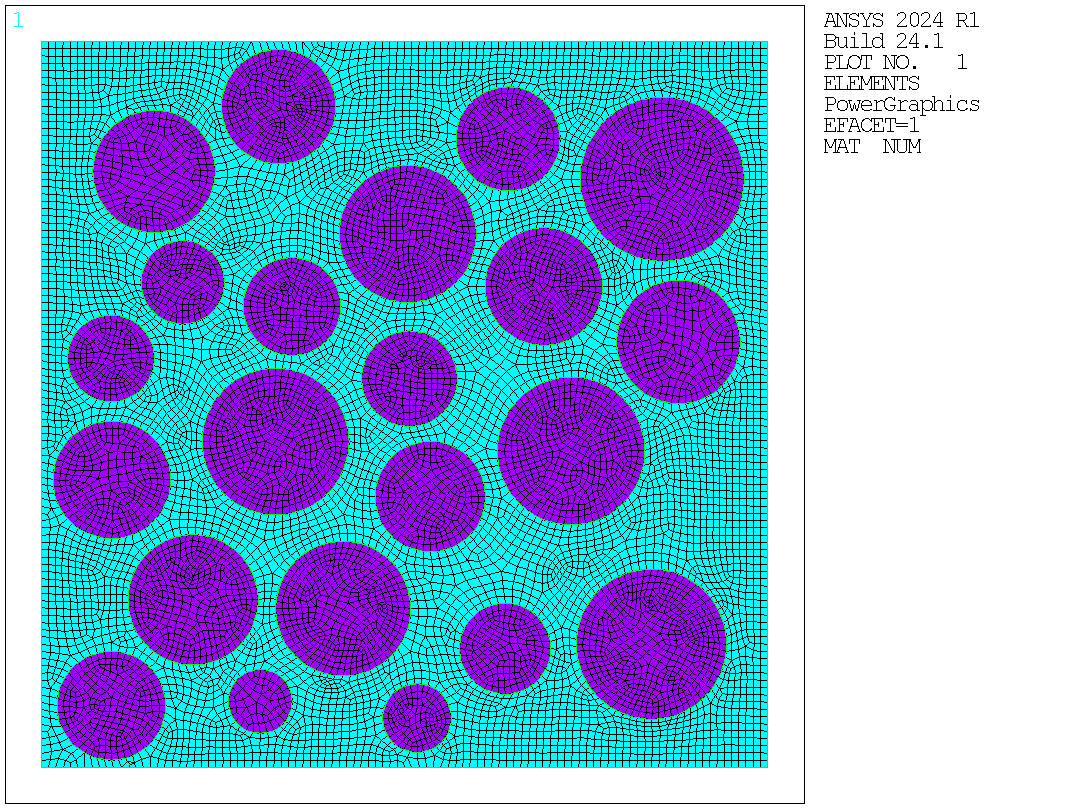 1
ANSYS 2024 R1
Build 24.1
PLOT NO.   1
ELEMENTS
PowerGraphics
EFACET=1
MAT  NUM